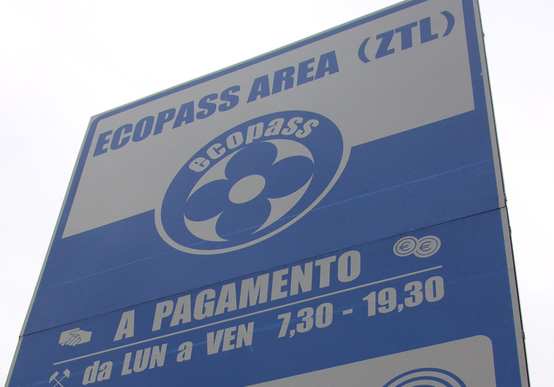 ECOPASS AREA (ZTL)
ecopass
A PAGAMENTO €€
da LUN a VEN 7,30 - 19,30